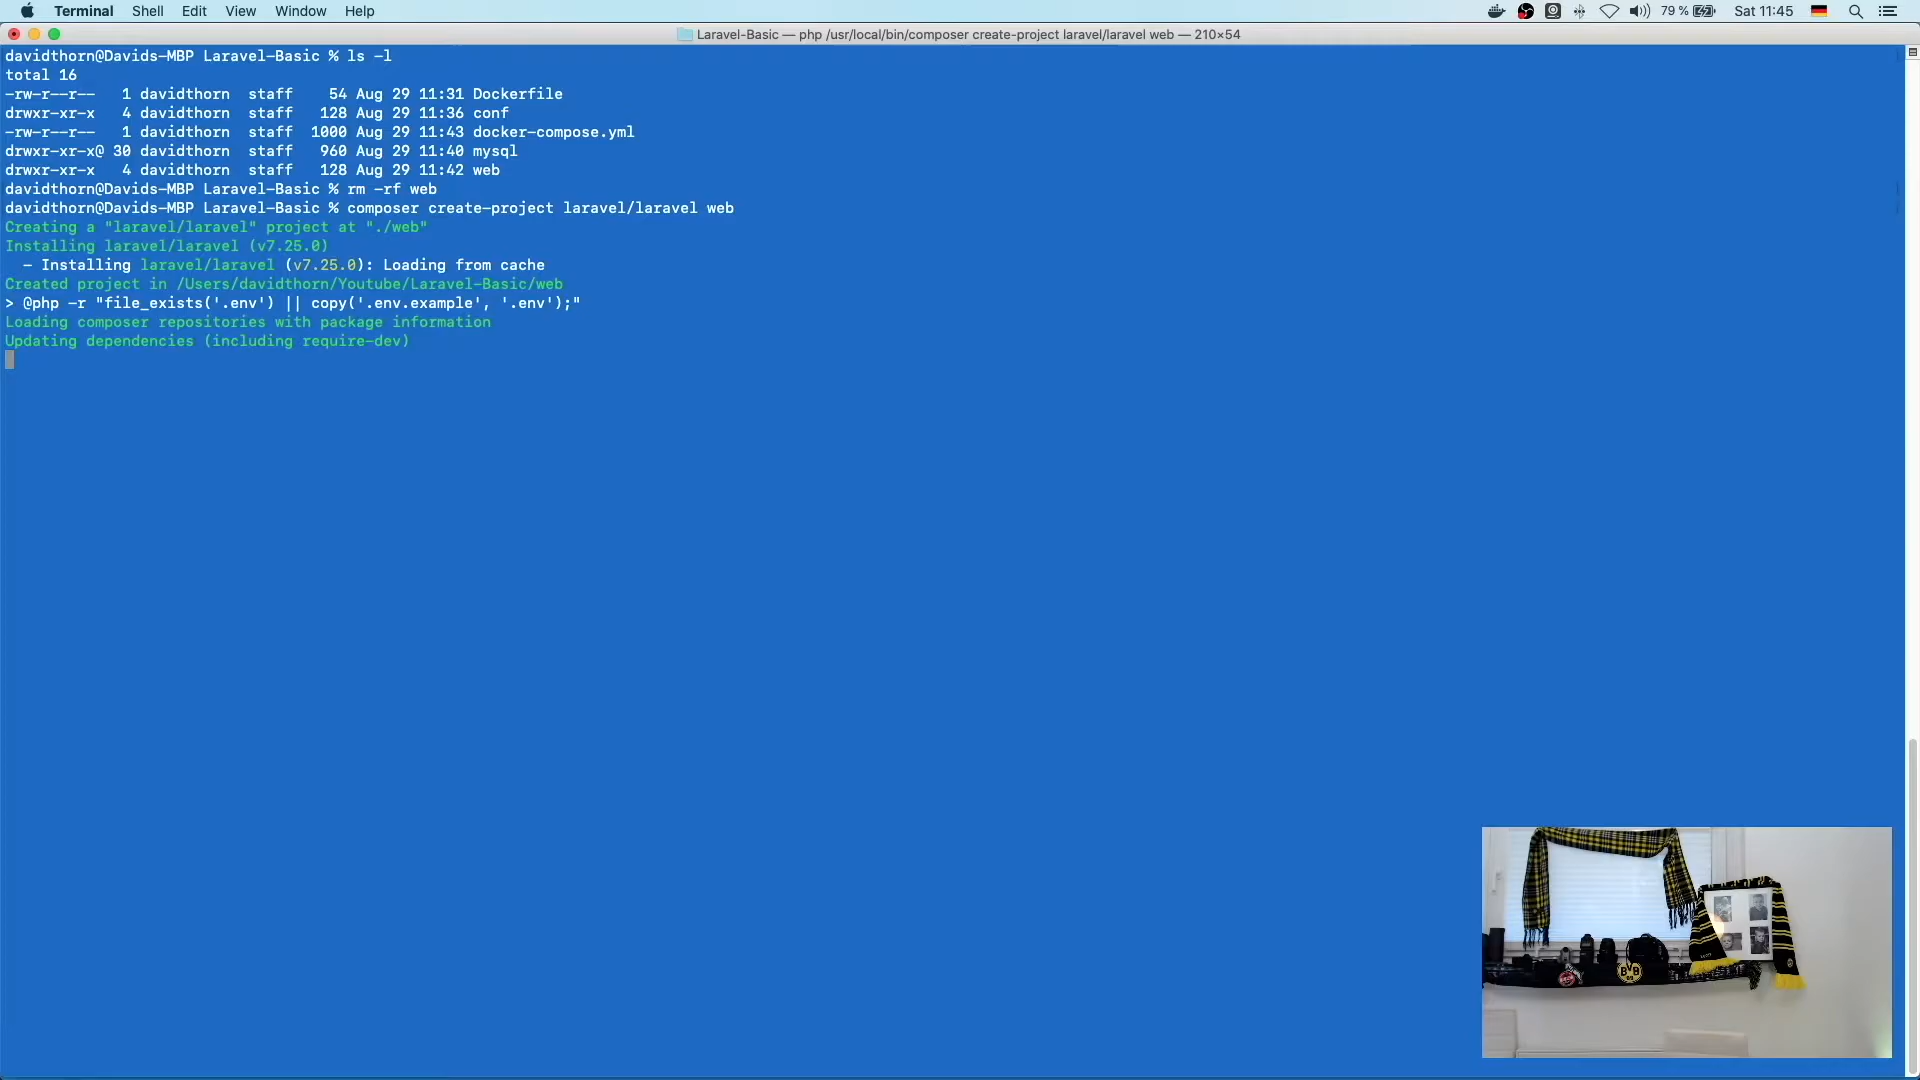 Terminal Shell Edit View Window Help 79 % Sat 11:45
Laravel-Basic — php /usr/local/bin/composer create-project laravel/laravel web — 210×54
davidthorn@Davids-MBP Laravel-Basic % ls -l
total 16
-rw-r--r-- 1 davidthorn staff 54 Aug 29 11:31 Dockerfile
drwxr-xr-x 4 davidthorn staff 128 Aug 29 11:36 conf
-rw-r--r-- 1 davidthorn staff 1000 Aug 29 11:43 docker-compose.yml
drwxr-xr-x@ 30 davidthorn staff 960 Aug 29 11:40 mysql
drwxr-xr-x 4 davidthorn staff 128 Aug 29 11:42 web
davidthorn@Davids-MBP Laravel-Basic % rm -rf web
davidthorn@Davids-MBP Laravel-Basic % composer create-project laravel/laravel web
Creating a "laravel/laravel" project at "./web"
Installing laravel/laravel (v7.25.0)
- Installing laravel/laravel (v7.25.0): Loading from cache
Created project in /Users/davidthorn/Youtube/Laravel-Basic/web
> @php -r "file_exists('.env') || copy('.env.example', '.env');"
Loading composer repositories with package information
Updating dependencies (including require-dev)
BVB
09